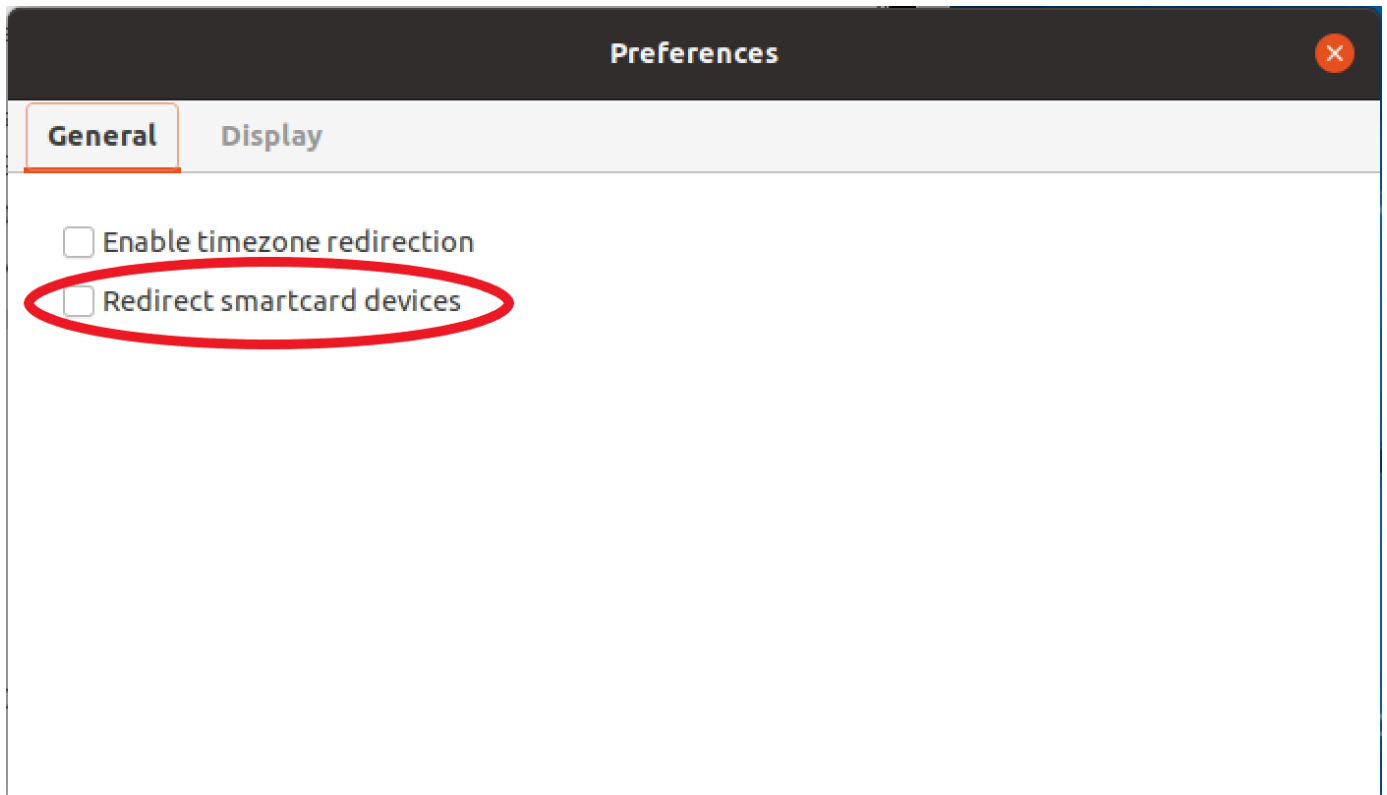 Preferences
General Display
Enable timezone redirection
Redirect smartcard devices